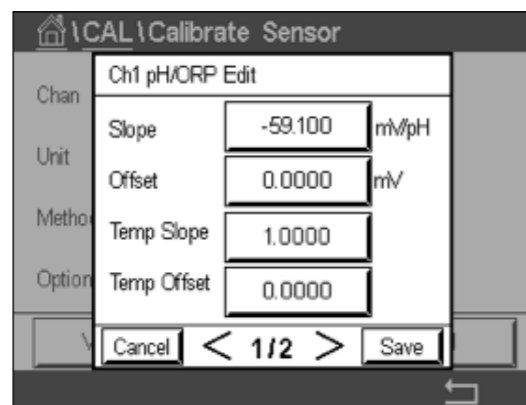 \CAL\Calibrate Sensor
Ch1 pH/ORP Edit
Chan
Slope -59.100 mV/pH
Unit
Offset 0.0000 mV
Temp Slope 1.0000
Option
Temp Offset 0.0000
Cancel < 1/2 > Save